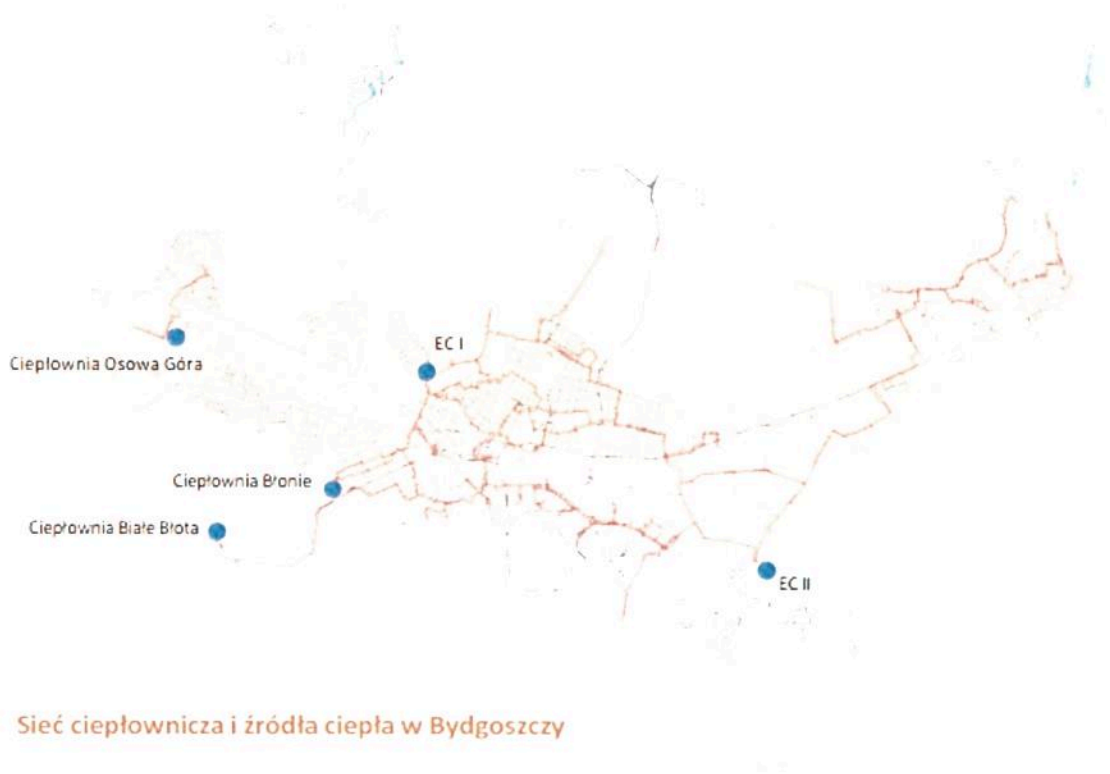 EC I
Ciepłownia Osowa Góra
Ciepłownia Błonie
Ciepłownia Białe Błota
EC II
Sieć ciepłownicza i źródła ciepła w Bydgoszczy